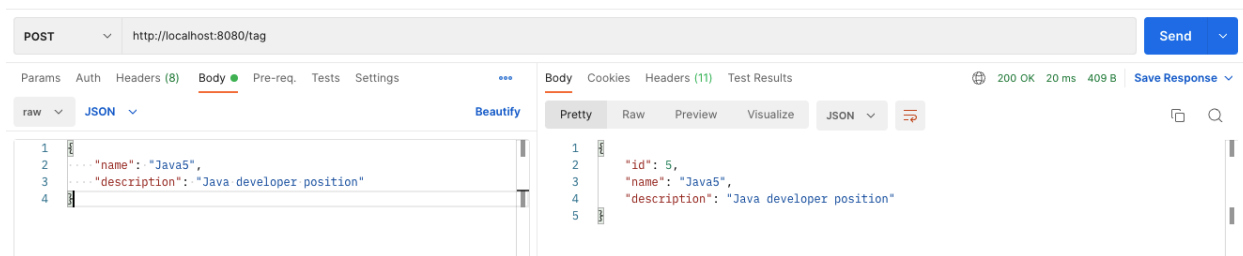 POST http://localhost:8080/tag Send
Params Auth Headers (8) Body Pre-req. Tests Settings
raw JSON Beautify
1 {
2 "name": "Java5",
3 "description": "Java developer position"
4 }
Body Cookies Headers (11) Test Results 200 OK 20 ms 409 B Save Response
Pretty Raw Preview Visualize JSON
1 {
2 "id": 5,
3 "name": "Java5",
4 "description": "Java developer position"
5 }